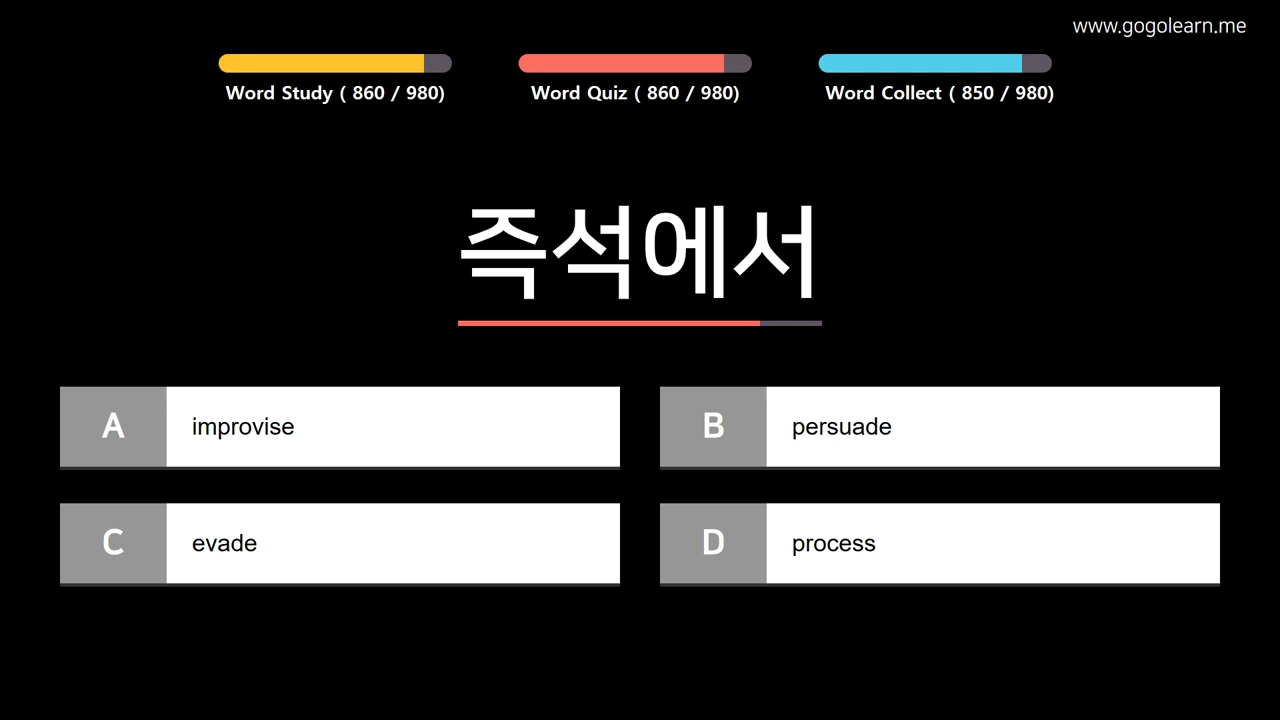 www.gogolearn.me
Word Study ( 860 / 980)
Word Quiz ( 860 / 980)
Word Collect ( 850 / 980)
즉석에서
A improvise
B persuade
C evade
D process